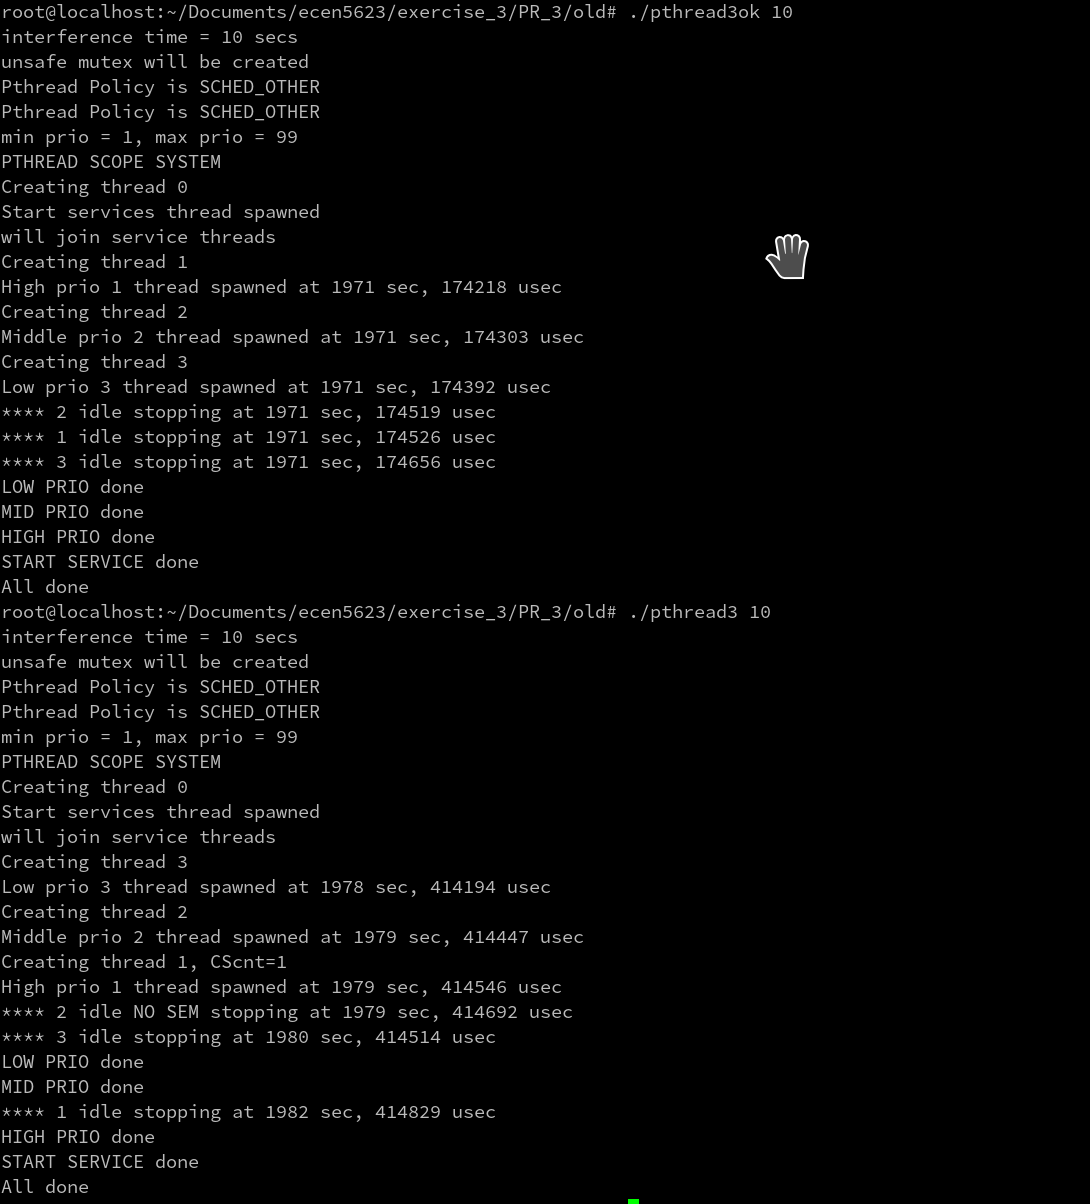 root@localhost:~/Documents/ecen5623/exercise_3/PR_3/old# ./pthread3ok 10
interference time = 10 secs
unsafe mutex will be created
Pthread Policy is SCHED_OTHER
Pthread Policy is SCHED_OTHER
min prio = 1, max prio = 99
PTHREAD SCOPE SYSTEM
Creating thread 0
Start services thread spawned
will join service threads
Creating thread 1
High prio 1 thread spawned at 1971 sec, 174218 usec
Creating thread 2
Middle prio 2 thread spawned at 1971 sec, 174303 usec
Creating thread 3
Low prio 3 thread spawned at 1971 sec, 174392 usec
**** 2 idle stopping at 1971 sec, 174519 usec
**** 1 idle stopping at 1971 sec, 174526 usec
**** 3 idle stopping at 1971 sec, 174656 usec
LOW PRIO done
MID PRIO done
HIGH PRIO done
START SERVICE done
All done
root@localhost:~/Documents/ecen5623/exercise_3/PR_3/old# ./pthread3 10
interference time = 10 secs
unsafe mutex will be created
Pthread Policy is SCHED_OTHER
Pthread Policy is SCHED_OTHER
min prio = 1, max prio = 99
PTHREAD SCOPE SYSTEM
Creating thread 0
Start services thread spawned
will join service threads
Creating thread 3
Low prio 3 thread spawned at 1978 sec, 414194 usec
Creating thread 2
Middle prio 2 thread spawned at 1979 sec, 414447 usec
Creating thread 1, CScnt=1
High prio 1 thread spawned at 1979 sec, 414546 usec
**** 2 idle NO SEM stopping at 1979 sec, 414692 usec
**** 3 idle stopping at 1980 sec, 414514 usec
LOW PRIO done
MID PRIO done
**** 1 idle stopping at 1982 sec, 414829 usec
HIGH PRIO done
START SERVICE done
All done